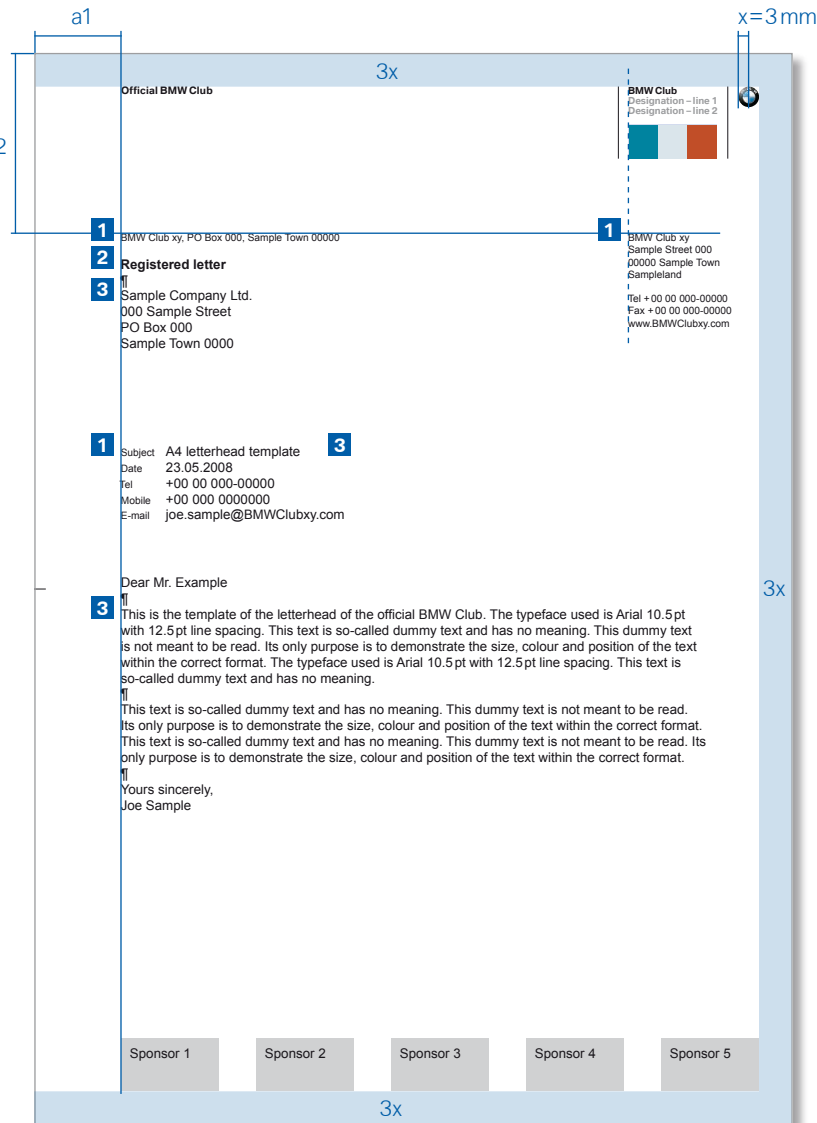 a1
x=3 mm
3x
Official BMW Club
BMW Club
Designation – line 1
Designation – line 2
2
1
BMW Club xy, PO Box 000, Sample Town 00000
2
Registered letter
¶
3
Sample Company Ltd.
000 Sample Street
PO Box 000
Sample Town 0000
1
BMW Club xy
Sample Street 000
00000 Sample Town
Sampleland
Tel +00 00 000-00000
Fax +00 00 000-00000
www.BMWClubxy.com
1
Subject A4 letterhead template
3
Date 23.05.2008
Tel +00 00 000-00000
Mobile +00 000 0000000
E-mail joe.sample@BMWClubxy.com
Dear Mr. Example
¶
3
This is the template of the letterhead of the official BMW Club. The typeface used is Arial 10.5 pt
with 12.5 pt line spacing. This text is so-called dummy text and has no meaning. This dummy text
is not meant to be read. Its only purpose is to demonstrate the size, colour and position of the text
within the correct format. The typeface used is Arial 10.5 pt with 12.5 pt line spacing. This text is
so-called dummy text and has no meaning.
¶
This text is so-called dummy text and has no meaning. This dummy text is not meant to be read.
Its only purpose is to demonstrate the size, colour and position of the text within the correct format.
This text is so-called dummy text and has no meaning. This dummy text is not meant to be read. Its
only purpose is to demonstrate the size, colour and position of the text within the correct format.
¶
Yours sincerely,
Joe Sample
3x
Sponsor 1
Sponsor 2
Sponsor 3
Sponsor 4
Sponsor 5
3x